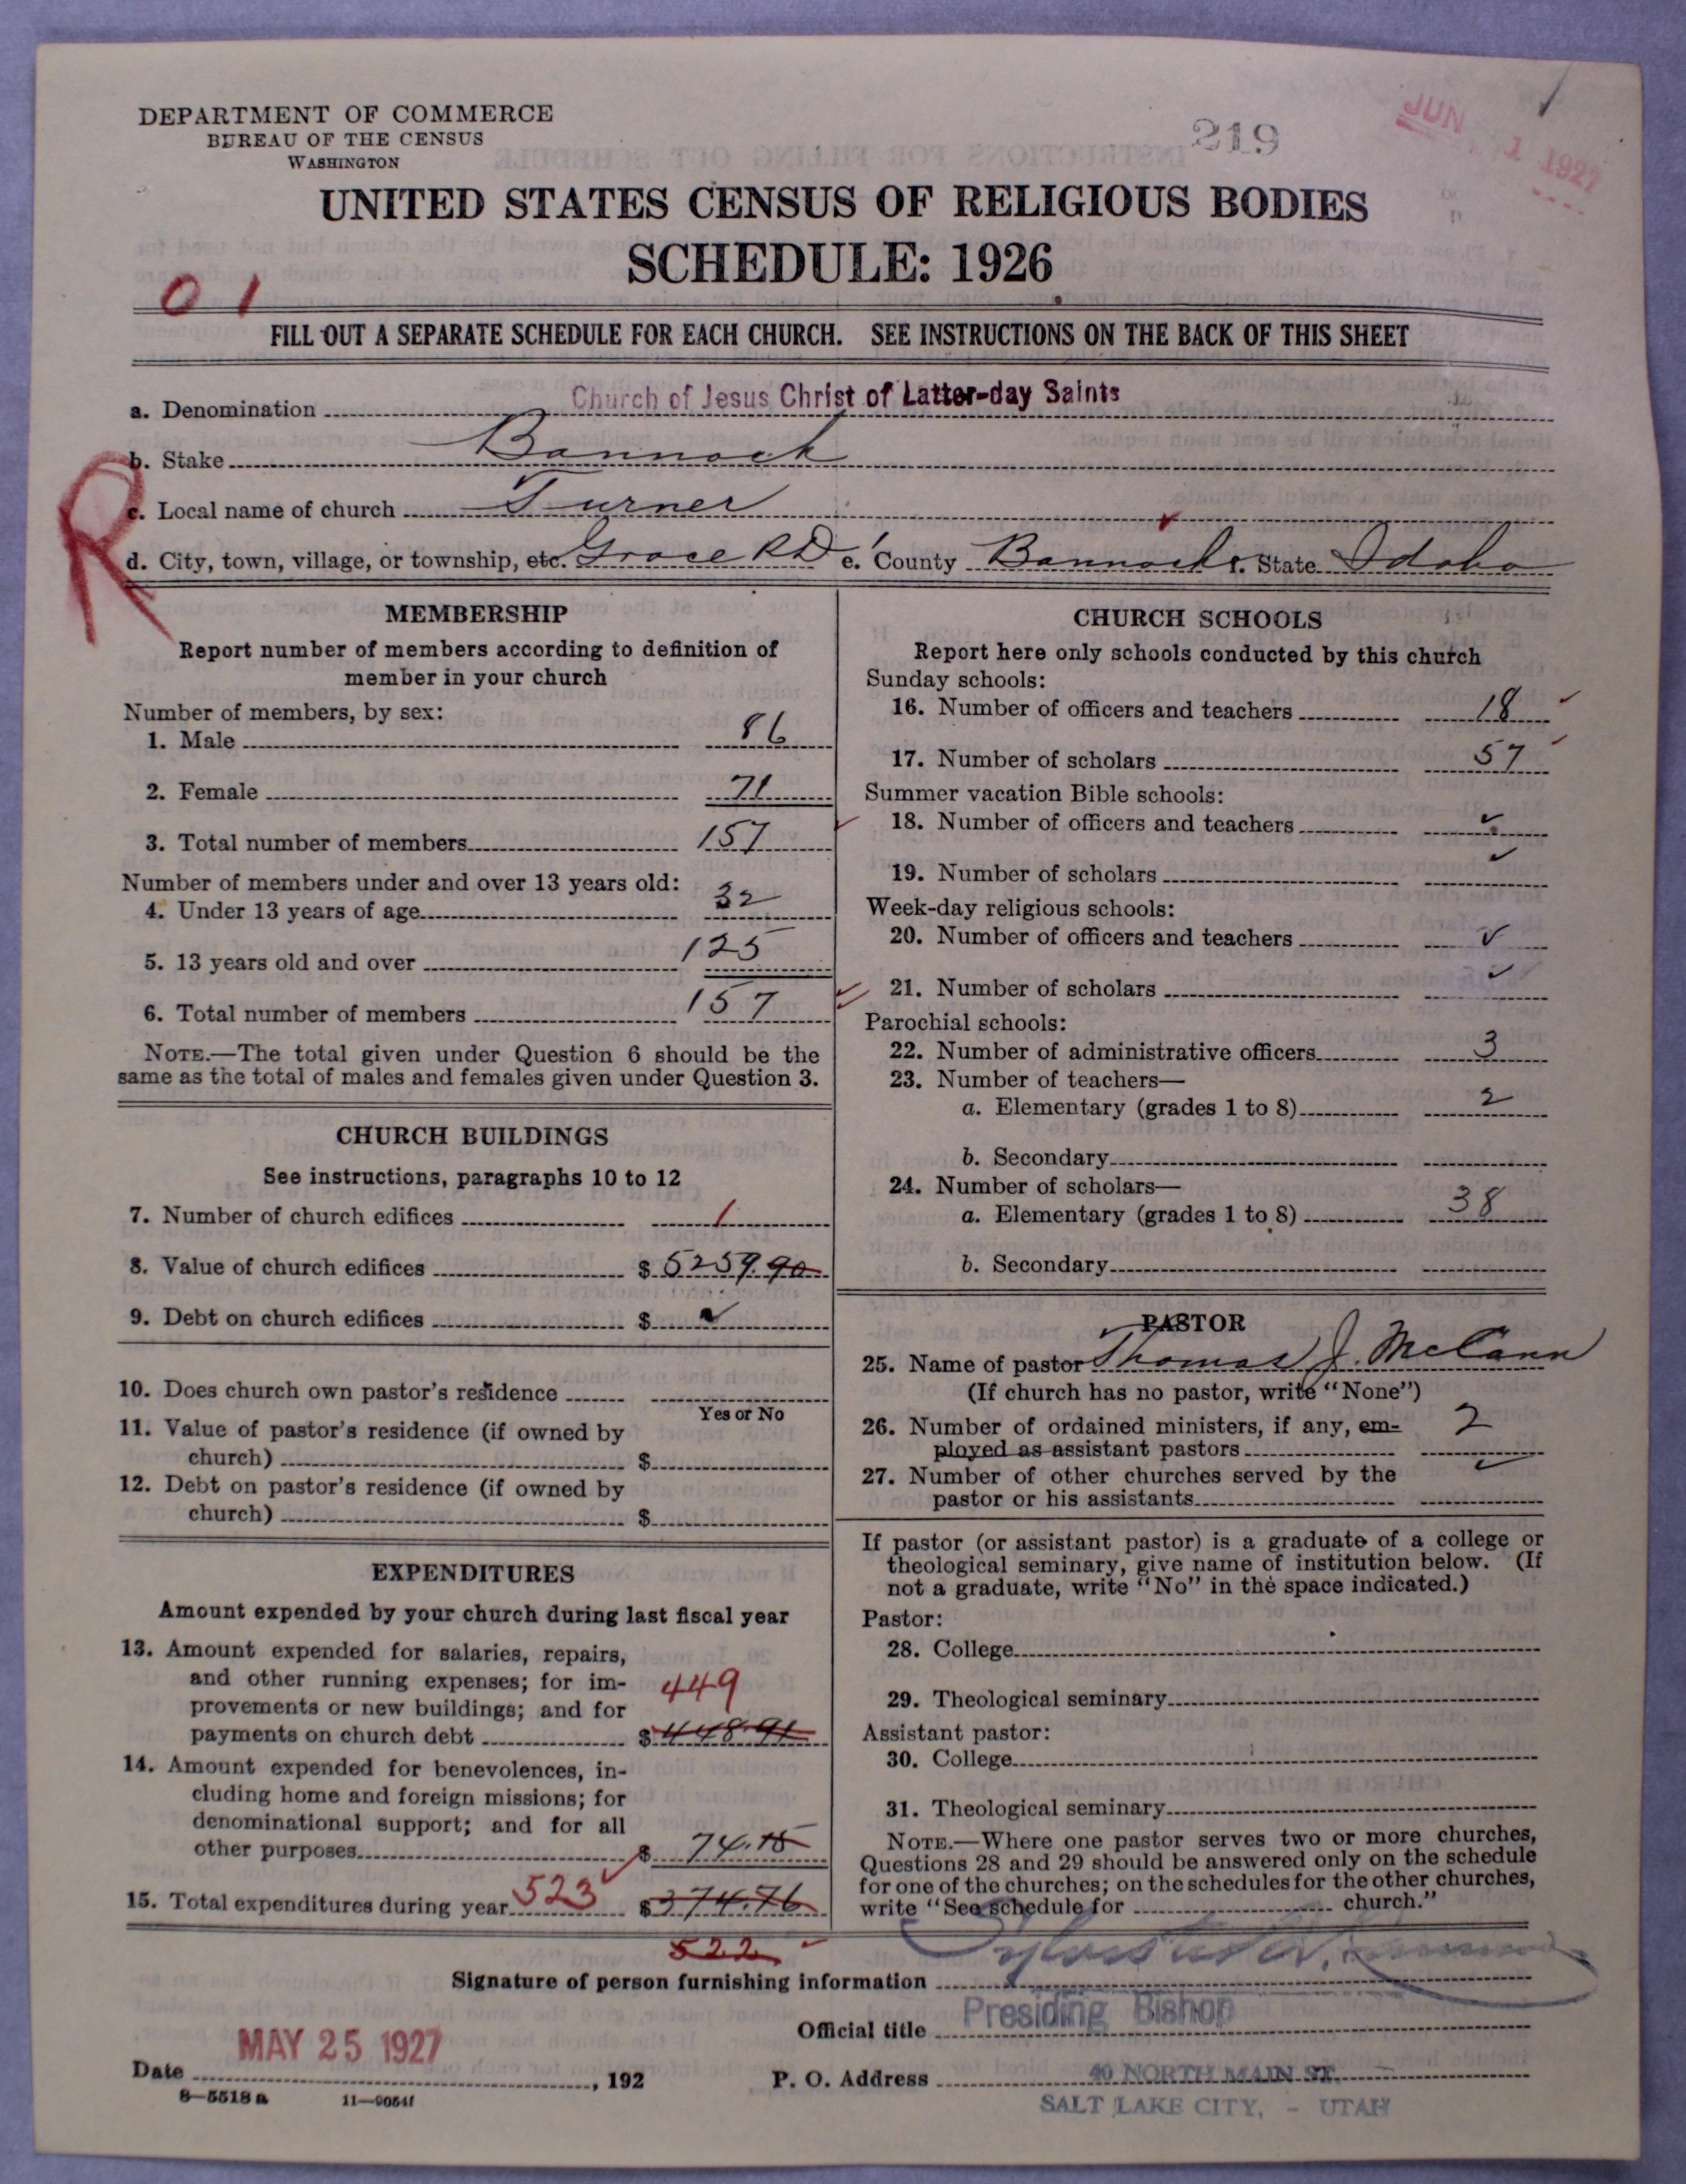 DEPARTMENT OF COMMERCE
BUREAU OF THE CENSUS
WASHINGTON
219
JUN 1 1927
UNITED STATES CENSUS OF RELIGIOUS BODIES
SCHEDULE: 1926
0 1
FILL OUT A SEPARATE SCHEDULE FOR EACH CHURCH. SEE INSTRUCTIONS ON THE BACK OF THIS SHEET
a. Denomination Church of Jesus Christ of Latter-day Saints
b. Stake Bannock
R
c. Local name of church Turner
d. City, town, village, or township, etc. Grace RD 1 e. County Bannock f. State Idaho
MEMBERSHIP
Report number of members according to definition of
member in your church
Number of members, by sex:
1. Male 86
2. Female 71
3. Total number of members 157
Number of members under and over 13 years old:
4. Under 13 years of age 32
5. 13 years old and over 125
6. Total number of members 157
NOTE.—The total given under Question 6 should be the
same as the total of males and females given under Question 3.
CHURCH BUILDINGS
See instructions, paragraphs 10 to 12
7. Number of church edifices 1
8. Value of church edifices $ 5259.90
9. Debt on church edifices $ ✓
10. Does church own pastor's residence
Yes or No
11. Value of pastor's residence (if owned by
church) $
12. Debt on pastor's residence (if owned by
church) $
EXPENDITURES
Amount expended by your church during last fiscal year
13. Amount expended for salaries, repairs,
and other running expenses; for im-
provements or new buildings; and for 449
payments on church debt $ 448.91
14. Amount expended for benevolences, in-
cluding home and foreign missions; for
denominational support; and for all
other purposes $ 74.15
15. Total expenditures during year 523 $ 374.76
522
CHURCH SCHOOLS
Report here only schools conducted by this church
Sunday schools:
16. Number of officers and teachers 18
17. Number of scholars 57
Summer vacation Bible schools:
18. Number of officers and teachers ✓
19. Number of scholars ✓
Week-day religious schools:
20. Number of officers and teachers ✓
21. Number of scholars ✓
Parochial schools:
22. Number of administrative officers 3
23. Number of teachers—
a. Elementary (grades 1 to 8) 2
b. Secondary
24. Number of scholars—
a. Elementary (grades 1 to 8) 38
b. Secondary
PASTOR
25. Name of pastor Thomas J. McCann
(If church has no pastor, write "None")
26. Number of ordained ministers, if any, em- 2
ployed as assistant pastors
27. Number of other churches served by the ✓
pastor or his assistants
If pastor (or assistant pastor) is a graduate of a college or
theological seminary, give name of institution below. (If
not a graduate, write "No" in the space indicated.)
Pastor:
28. College
29. Theological seminary
Assistant pastor:
30. College
31. Theological seminary
NOTE.—Where one pastor serves two or more churches,
Questions 28 and 29 should be answered only on the schedule
for one of the churches; on the schedules for the other churches,
write "See schedule for church."
Signature of person furnishing information
Official title Presiding Bishop
Date MAY 25 1927, 192
P. O. Address 40 NORTH MAIN ST.
SALT LAKE CITY, - UTAH
8—5518 a 11—9054f